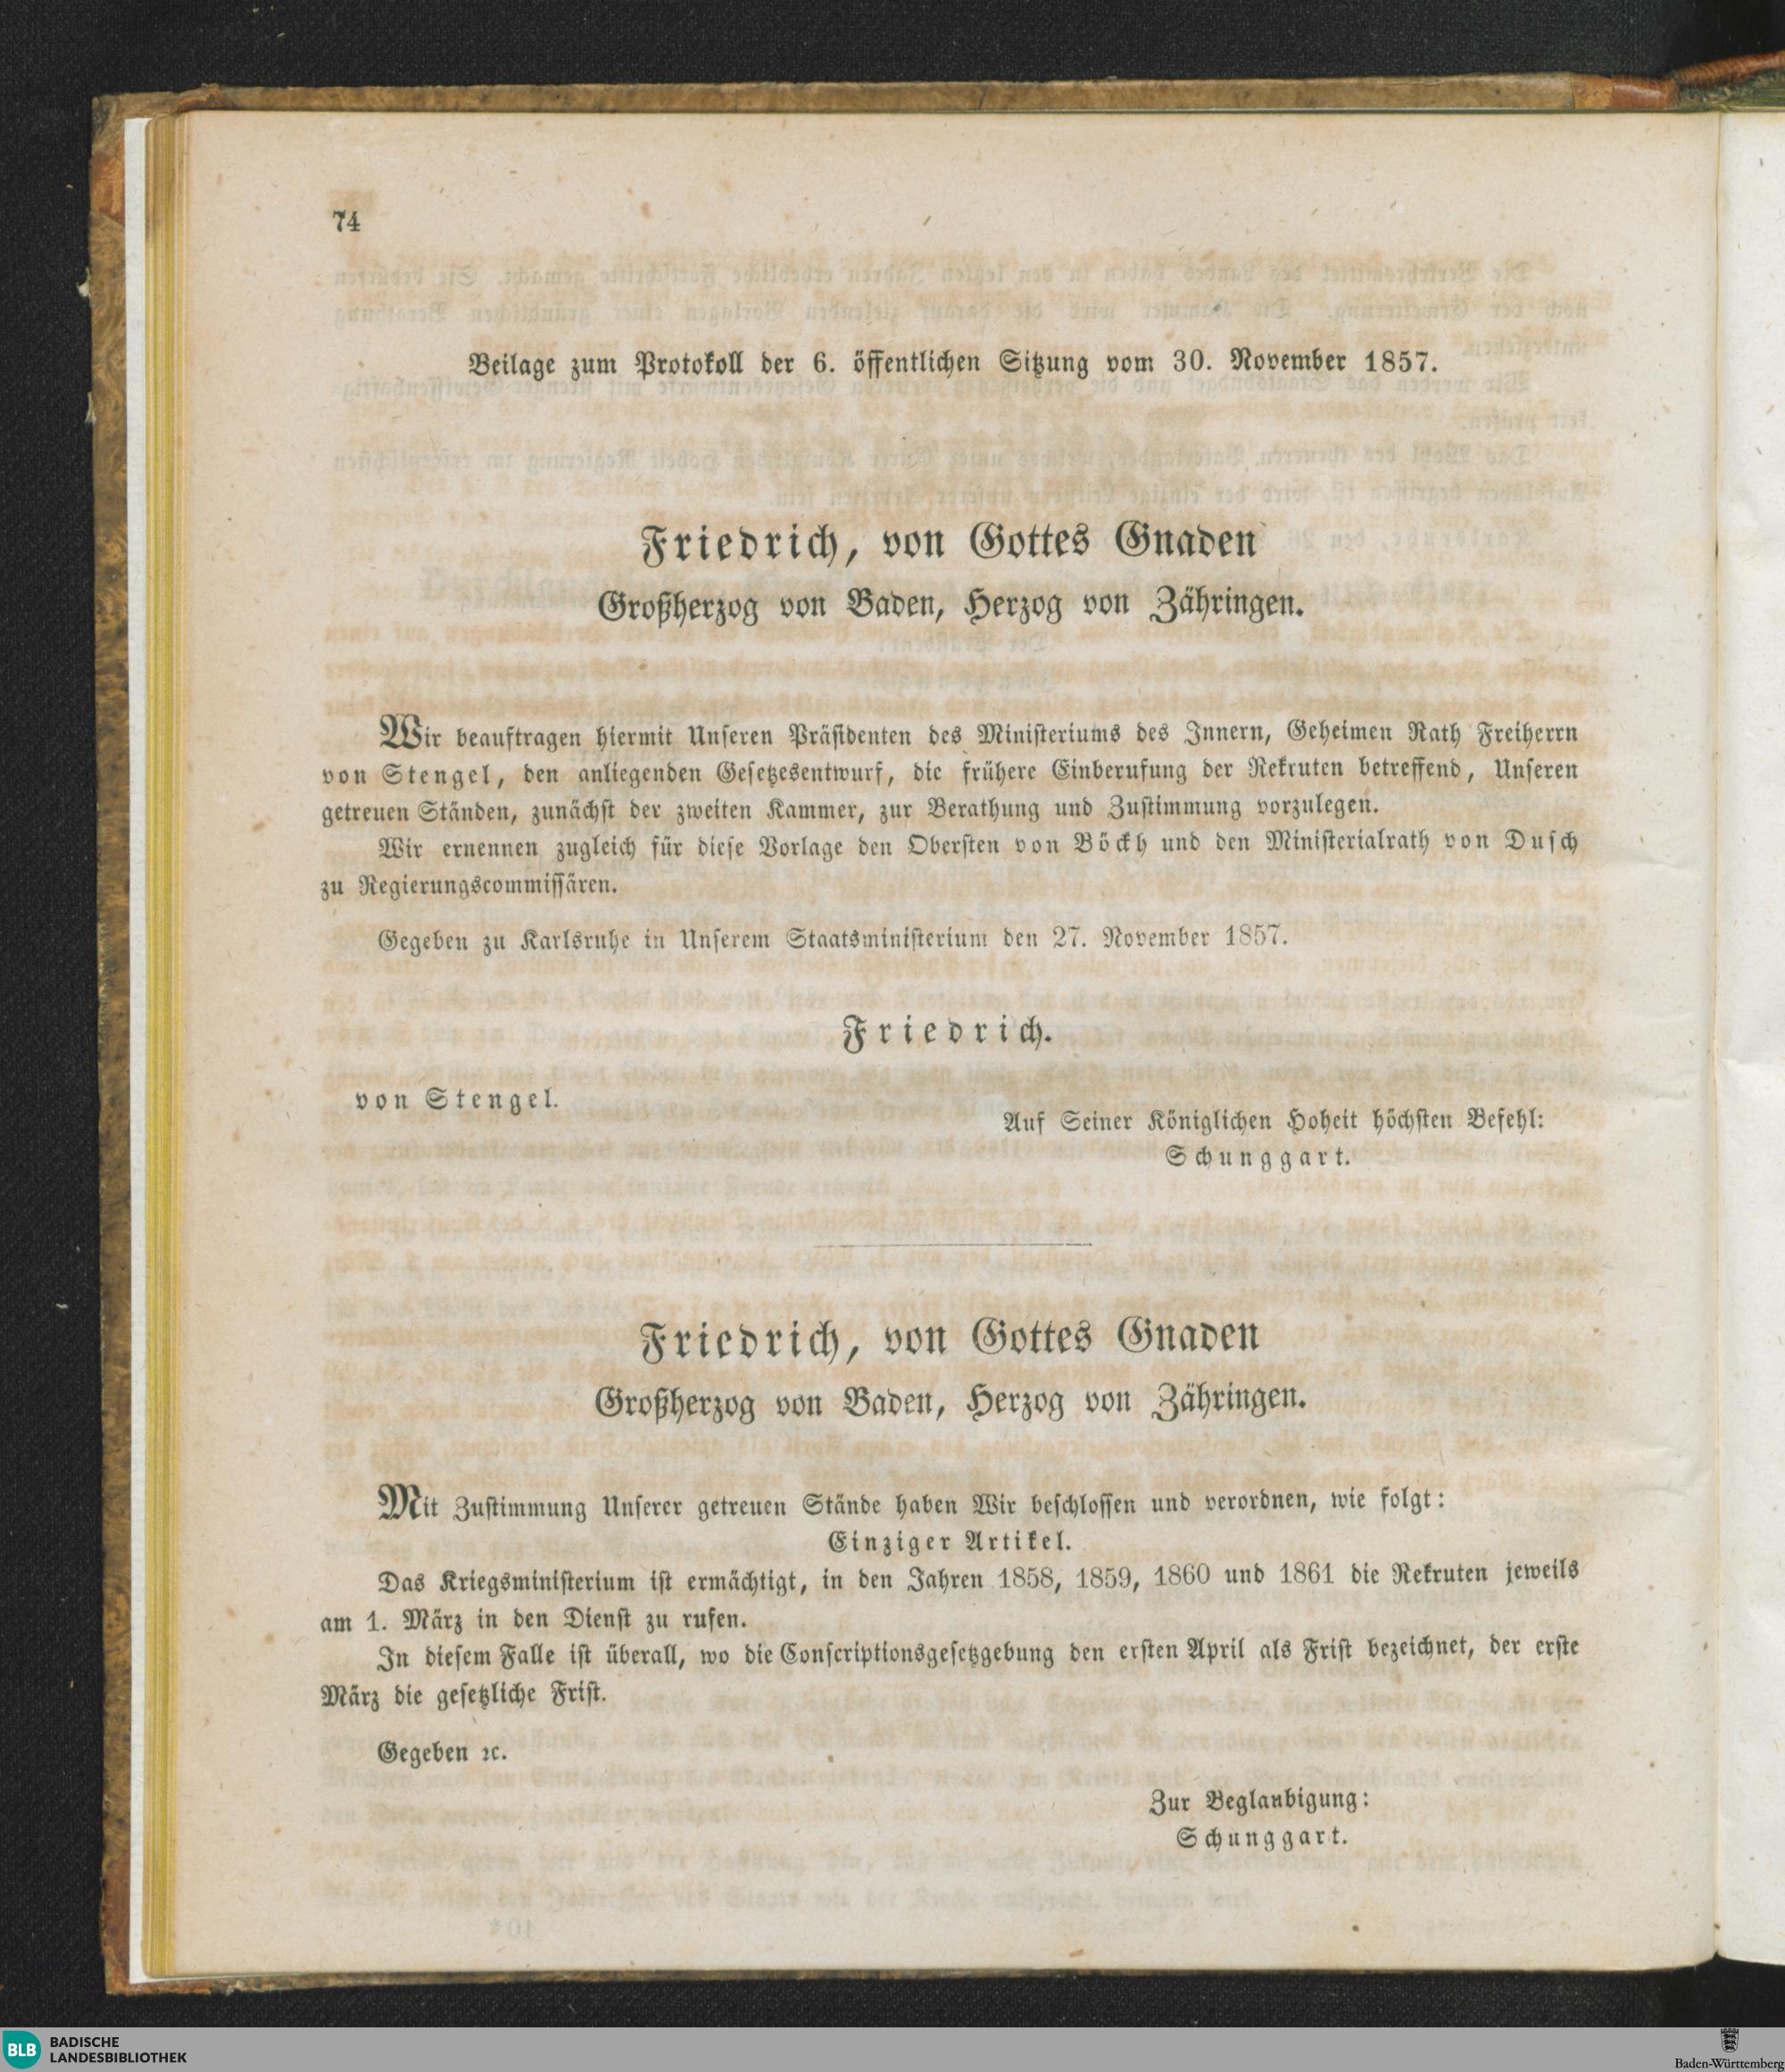 74
Beilage zum Protokoll der 6. öffentlichen Sitzung vom 30. November 1857.
Friedrich, von Gottes Gnaden
Großherzog von Baden, Herzog von Zähringen.
Wir beauftragen hiermit Unseren Präsidenten des Ministeriums des Innern, Geheimen Rath Freiherrn
von Stengel, den anliegenden Gesetzesentwurf, die frühere Einberufung der Rekruten betreffend, Unseren
getreuen Ständen, zunächst der zweiten Kammer, zur Berathung und Zustimmung vorzulegen.
Wir ernennen zugleich für diese Vorlage den Obersten von Böckh und den Ministerialrath von Dusch
zu Regierungscommissären.
Gegeben zu Karlsruhe in Unserem Staatsministerium den 27. November 1857.
Friedrich.
von Stengel.
Auf Seiner Königlichen Hoheit höchsten Befehl:
Schunggart.
Friedrich, von Gottes Gnaden
Großherzog von Baden, Herzog von Zähringen.
Mit Zustimmung Unserer getreuen Stände haben Wir beschlossen und verordnen, wie folgt:
Einziger Artikel.
Das Kriegsministerium ist ermächtigt, in den Jahren 1858, 1859, 1860 und 1861 die Rekruten jeweils
am 1. März in den Dienst zu rufen.
In diesem Falle ist überall, wo die Conscriptionsgesetzgebung den ersten April als Frist bezeichnet, der erste
März die gesetzliche Frist.
Gegeben ꝛc.
Zur Beglaubigung:
Schunggart.
BLB BADISCHE
LANDESBIBLIOTHEK
Baden-Württemberg